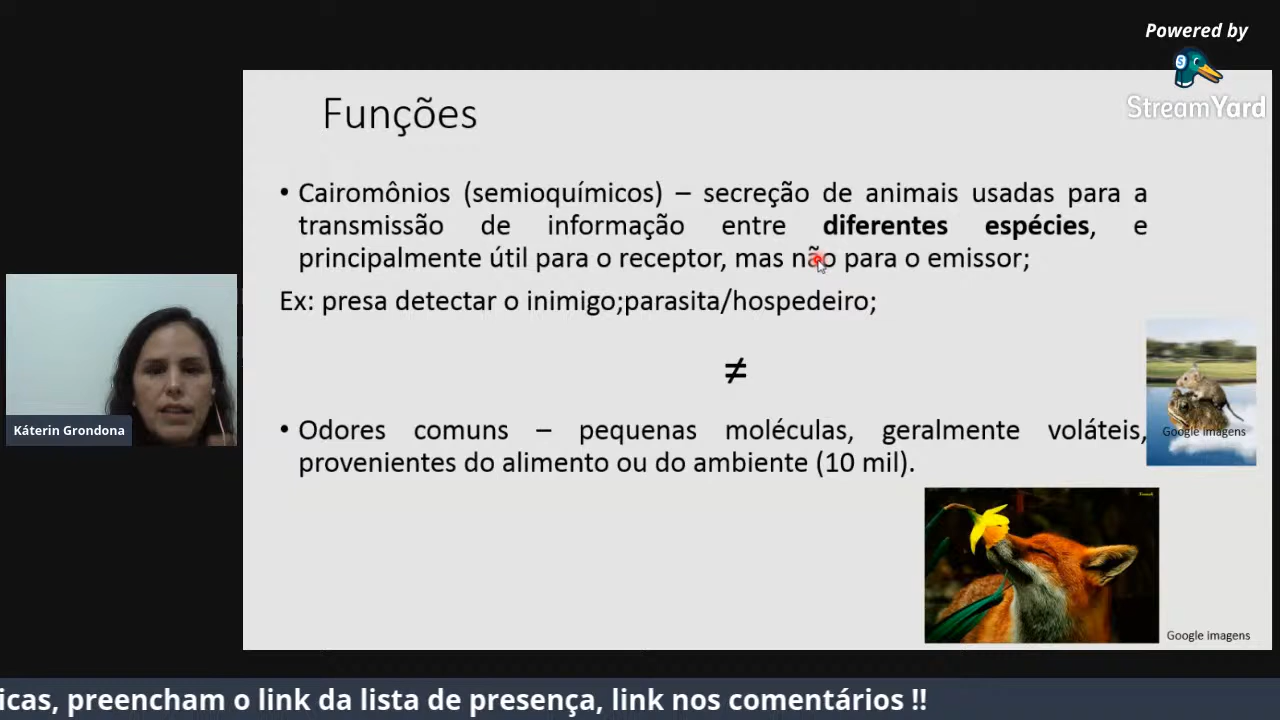 Powered by
StreamYard
Funções
• Cairomônios (semioquímicos) – secreção de animais usadas para a
transmissão de informação entre diferentes espécies, e
principalmente útil para o receptor, mas não para o emissor;
Ex: presa detectar o inimigo;parasita/hospedeiro;
≠
• Odores comuns – pequenas moléculas, geralmente voláteis,
provenientes do alimento ou do ambiente (10 mil).
Google imagens
Google imagens
Káterin Grondona
icas, preencham o link da lista de presença, link nos comentários !!